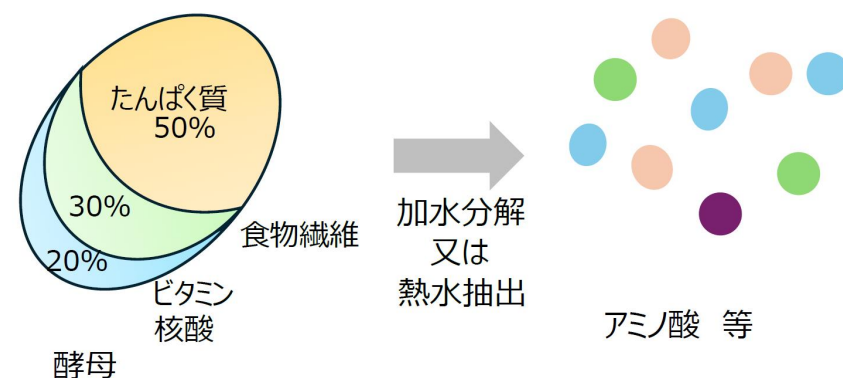 たんぱく質
50%
30%
20%
食物繊維
ビタミン
核酸
酵母
加水分解
又は
熱水抽出
アミノ酸 等